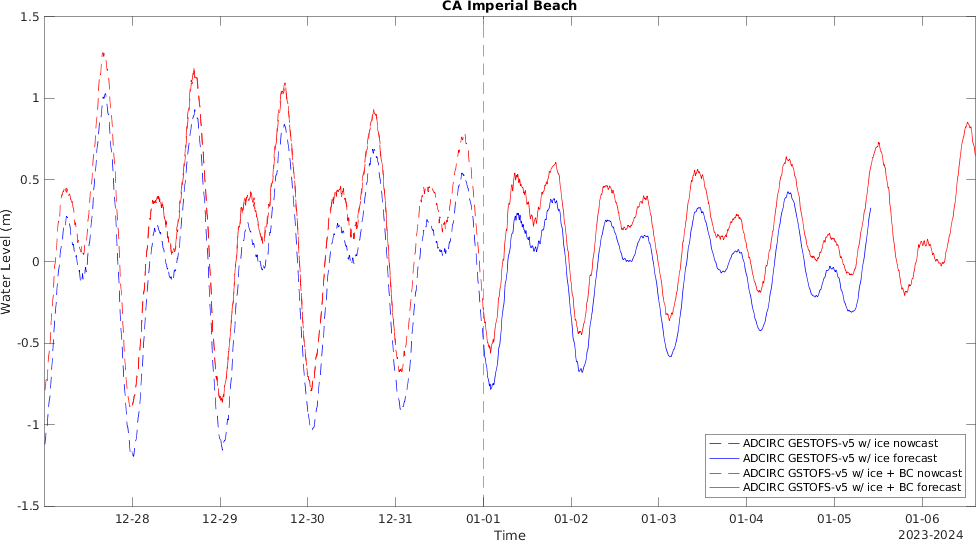 CA Imperial Beach
1.5
1
0.5
0
-0.5
-1
-1.5
Water Level (m)
12-28 12-29 12-30 12-31 01-01 01-02 01-03 01-04 01-05 01-06
Time
2023-2024
ADCIRC GESTOFS-v5 w/ ice nowcast
ADCIRC GESTOFS-v5 w/ ice forecast
ADCIRC GSTOFS-v5 w/ ice + BC nowcast
ADCIRC GSTOFS-v5 w/ ice + BC forecast